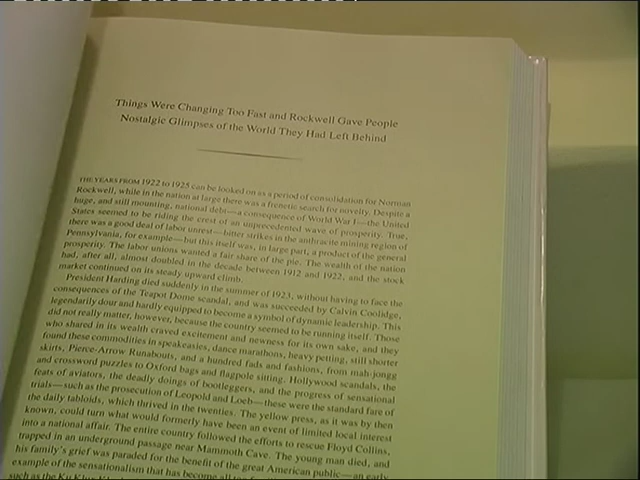 Things Were Changing Too Fast and Rockwell Gave People
Nostalgic Glimpses of the World They Had Left Behind
THE YEARS FROM 1922 to 1925 can be looked on as a period of consolidation for Norman
Rockwell, while in the nation at large there was a frenetic search for novelty. Despite a
huge, and still mounting, national debt—a consequence of World War I—the United
States seemed to be riding the crest of an unprecedented wave of prosperity. True,
there was a good deal of labor unrest—bitter strikes in the anthracite mining region of
Pennsylvania, for example—but this itself was, in large part, a product of the general
prosperity. The labor unions wanted a fair share of the pie. The wealth of the nation
had, after all, almost doubled in the decade between 1912 and 1922, and the stock
market continued on its steady upward climb.
President Harding died suddenly in the summer of 1923, without having to face the
consequences of the Teapot Dome scandal, and was succeeded by Calvin Coolidge,
legendarily dour and hardly equipped to become a symbol of dynamic leadership. This
did not really matter, however, because the country seemed to be running itself. Those
who shared in its wealth craved excitement and newness for its own sake, and they
found these commodities in speakeasies, dance marathons, heavy petting, still shorter
skirts, Pierce-Arrow Runabouts, and a hundred fads and fashions, from mah-jongg
and crossword puzzles to Oxford bags and flagpole sitting. Hollywood scandals, the
feats of aviators, the deadly doings of bootleggers, and the progress of sensational
trials—such as the prosecution of Leopold and Loeb—these were the standard fare of
the daily tabloids, which thrived in the twenties. The yellow press, as it was by then
known, could turn what would formerly have been an event of limited local interest
into a national affair. The entire country followed the efforts to rescue Floyd Collins,
trapped in an underground passage near Mammoth Cave. The young man died, and
his family's grief was paraded for the benefit of the great American public—an early
example of the sensationalism that has become all too
such as the Ku Klux Klan